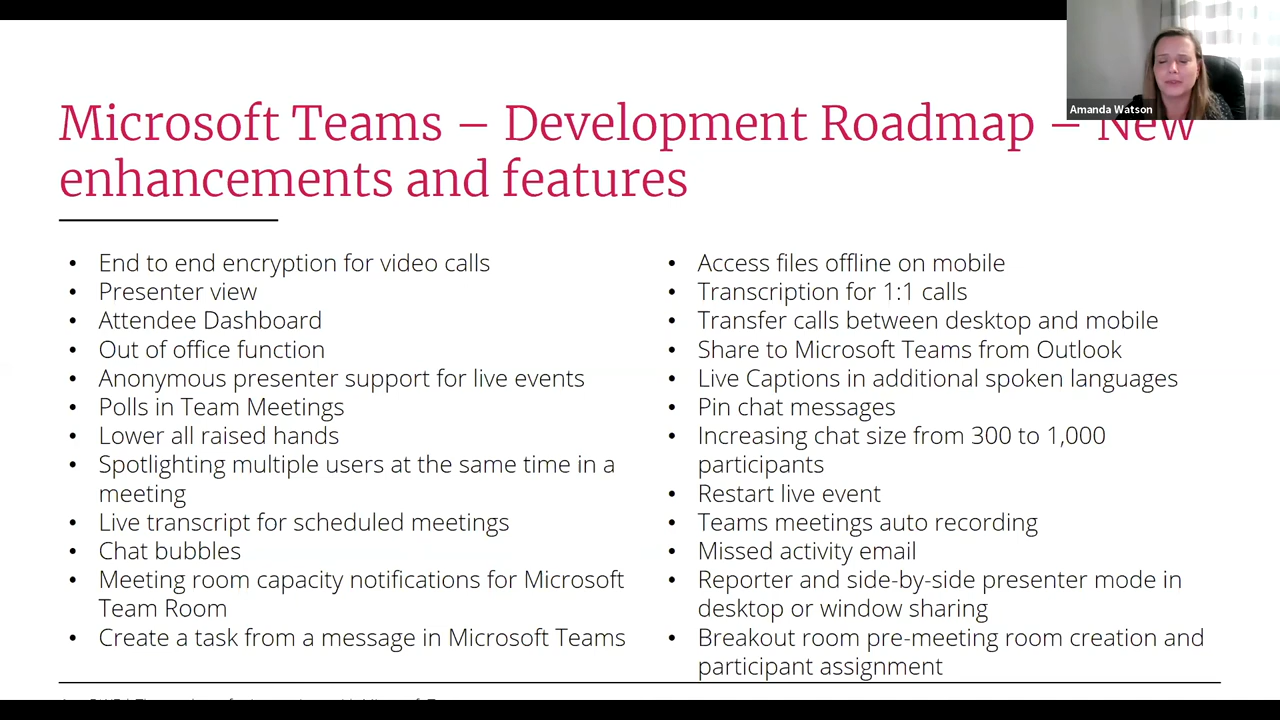 Amanda Watson
Microsoft Teams – Development Roadmap – New
enhancements and features
• End to end encryption for video calls
• Presenter view
• Attendee Dashboard
• Out of office function
• Anonymous presenter support for live events
• Polls in Team Meetings
• Lower all raised hands
• Spotlighting multiple users at the same time in a
meeting
• Live transcript for scheduled meetings
• Chat bubbles
• Meeting room capacity notifications for Microsoft
Team Room
• Create a task from a message in Microsoft Teams
• Access files offline on mobile
• Transcription for 1:1 calls
• Transfer calls between desktop and mobile
• Share to Microsoft Teams from Outlook
• Live Captions in additional spoken languages
• Pin chat messages
• Increasing chat size from 300 to 1,000
participants
• Restart live event
• Teams meetings auto recording
• Missed activity email
• Reporter and side-by-side presenter mode in
desktop or window sharing
• Breakout room pre-meeting room creation and
participant assignment